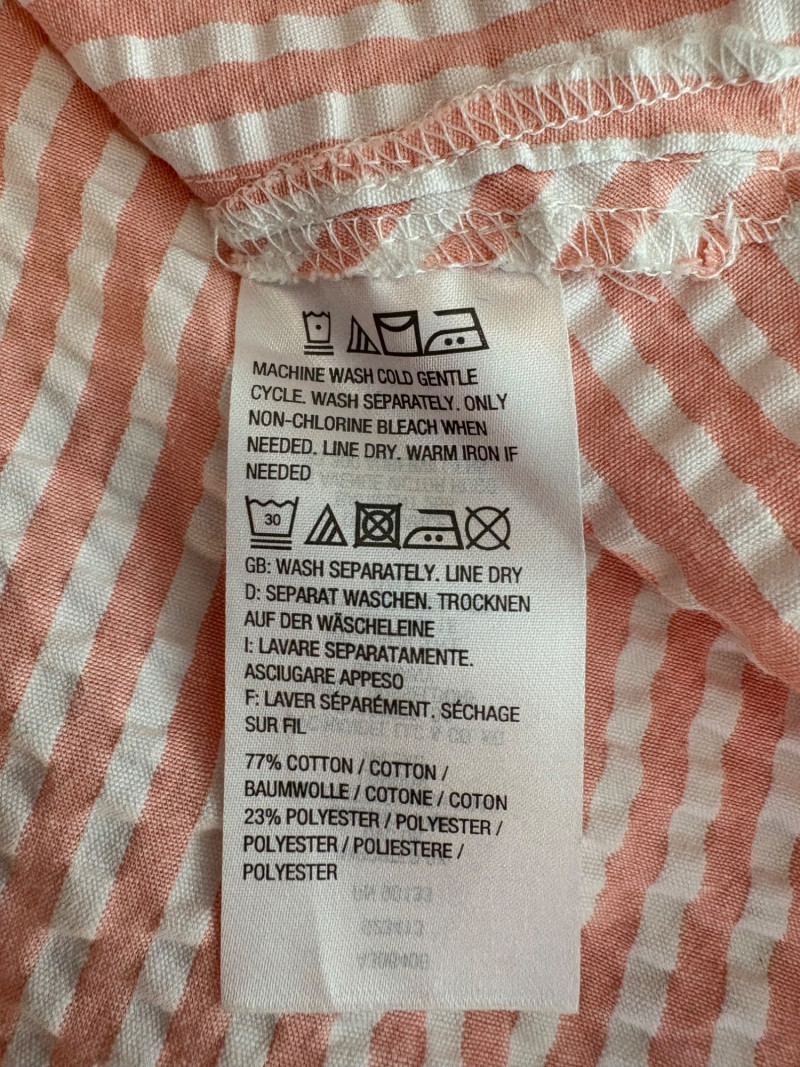 MACHINE WASH COLD GENTLE
CYCLE. WASH SEPARATELY. ONLY
NON-CHLORINE BLEACH WHEN
NEEDED. LINE DRY. WARM IRON IF
NEEDED
30
GB: WASH SEPARATELY. LINE DRY
D: SEPARAT WASCHEN. TROCKNEN
AUF DER WÄSCHELEINE
I: LAVARE SEPARATAMENTE.
ASCIUGARE APPESO
F: LAVER SÉPARÉMENT. SÉCHAGE
SUR FIL
77% COTTON / COTTON /
BAUMWOLLE / COTONE / COTON
23% POLYESTER / POLYESTER /
POLYESTER / POLIESTERE /
POLYESTER